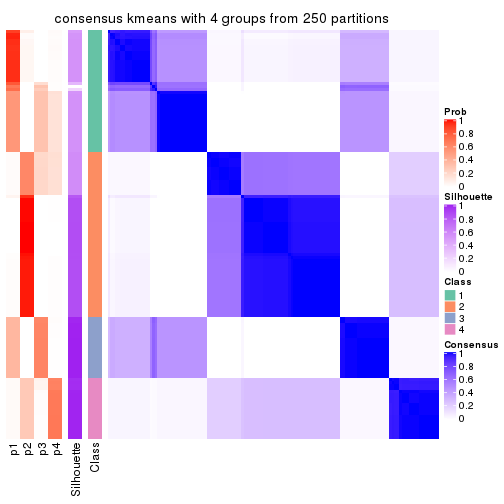 consensus kmeans with 4 groups from 250 partitions
Prob
1
0.8
0.6
0.4
0.2
0
Silhouette
1
0.8
0.6
0.4
0.2
0
Class
1
2
3
4
Consensus
1
0.8
0.6
0.4
0.2
0
p1
p2
p3
p4
Silhouette
Class